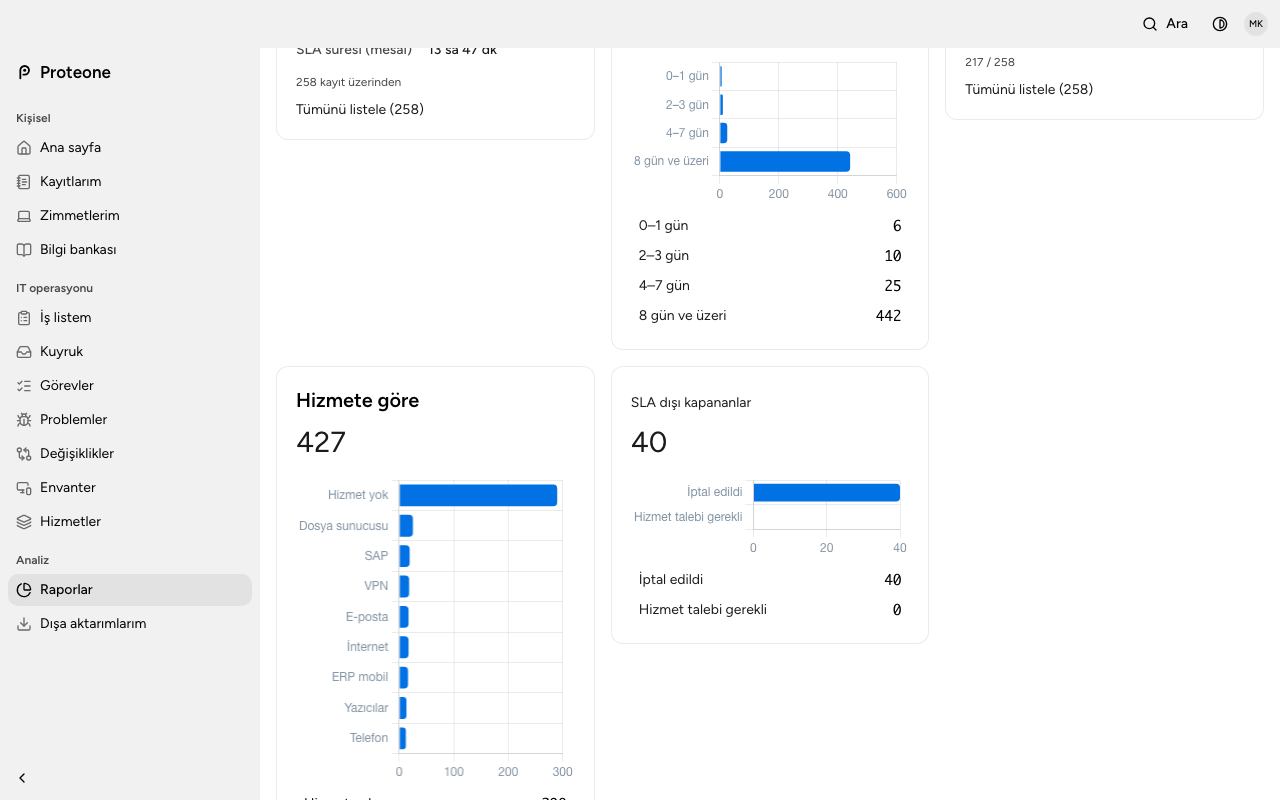 Ara
MK
Proteone
Kişisel
Ana sayfa
Kayıtlarım
Zimmetlerim
Bilgi bankası
IT operasyonu
İş listem
Kuyruk
Görevler
Problemler
Değişiklikler
Envanter
Hizmetler
Analiz
Raporlar
Dışa aktarımlarım
SLA süresi (mesai) 13 sa 47 dk
258 kayıt üzerinden
Tümünü listele (258)
0–1 gün
2–3 gün
4–7 gün
8 gün ve üzeri
0 200 400 600
0–1 gün 6
2–3 gün 10
4–7 gün 25
8 gün ve üzeri 442
217 / 258
Tümünü listele (258)
Hizmete göre
427
Hizmet yok
Dosya sunucusu
SAP
VPN
E-posta
İnternet
ERP mobil
Yazıcılar
Telefon
0 100 200 300
SLA dışı kapananlar
40
İptal edildi
Hizmet talebi gerekli
0 20 40
İptal edildi 40
Hizmet talebi gerekli 0